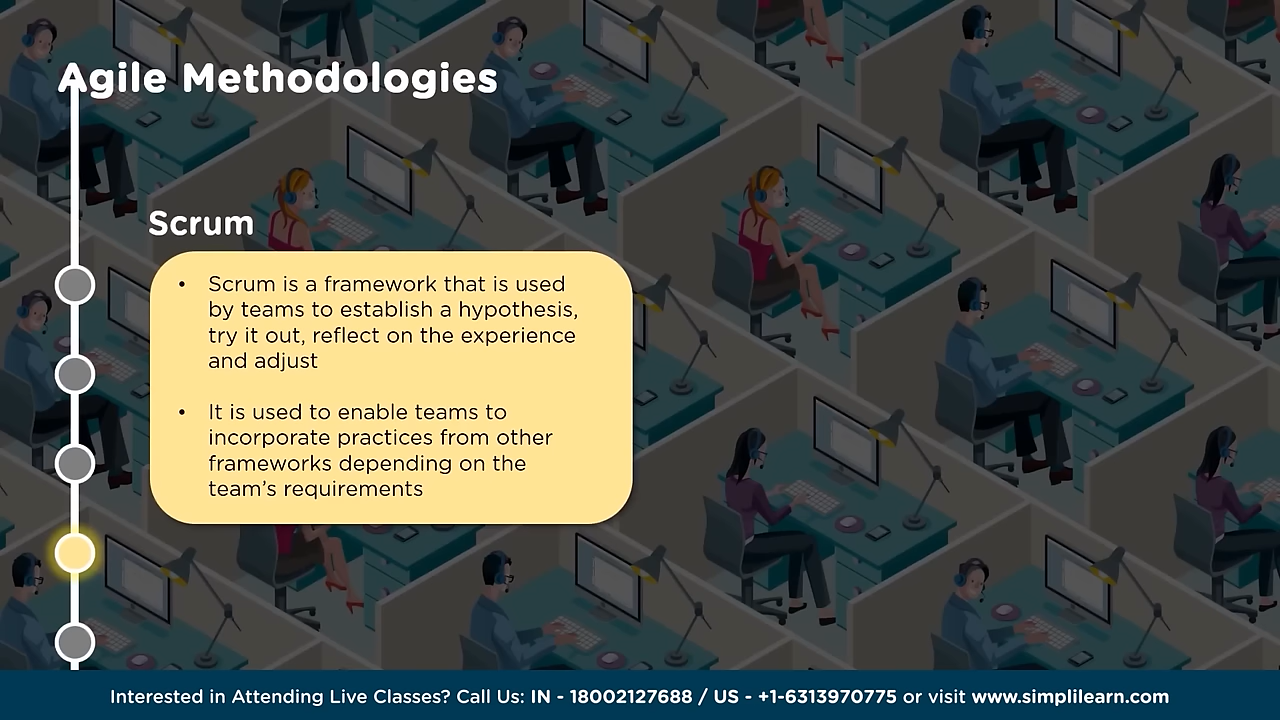 Agile Methodologies
Scrum
• Scrum is a framework that is used
by teams to establish a hypothesis,
try it out, reflect on the experience
and adjust
• It is used to enable teams to
incorporate practices from other
frameworks depending on the
team’s requirements
Interested in Attending Live Classes? Call Us: IN - 18002127688 / US - +1-6313970775 or visit www.simplilearn.com